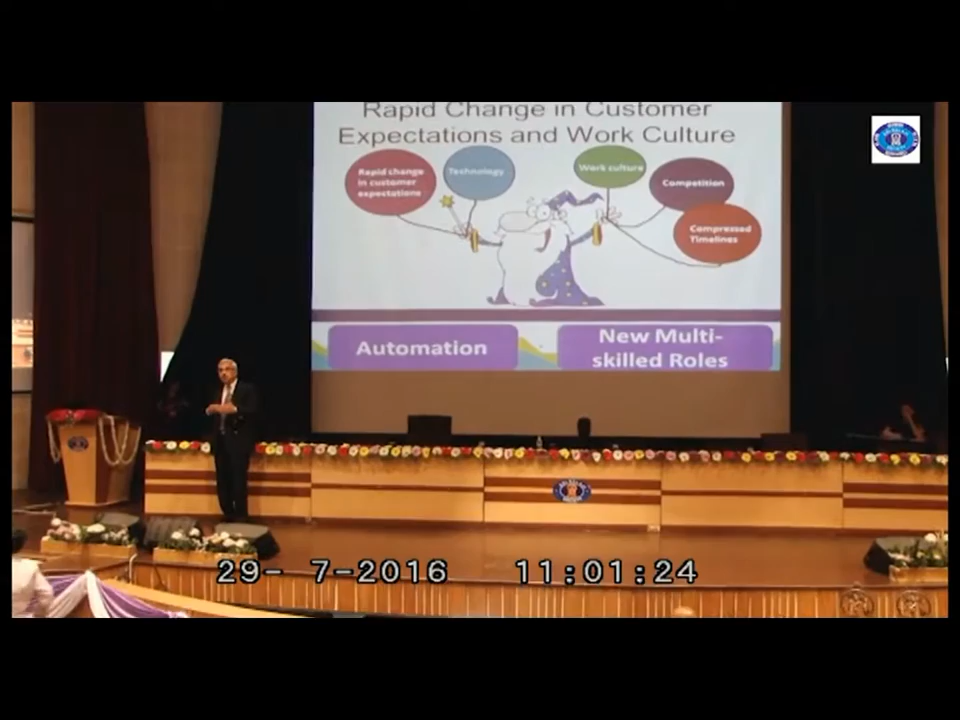 Rapid Change in Customer
Expectations and Work Culture
Rapid change
in customer
expectations
Technology
Work culture
Competition
Compressed
Timelines
Automation
New Multi-
skilled Roles
29- 7-2016 11:01:24